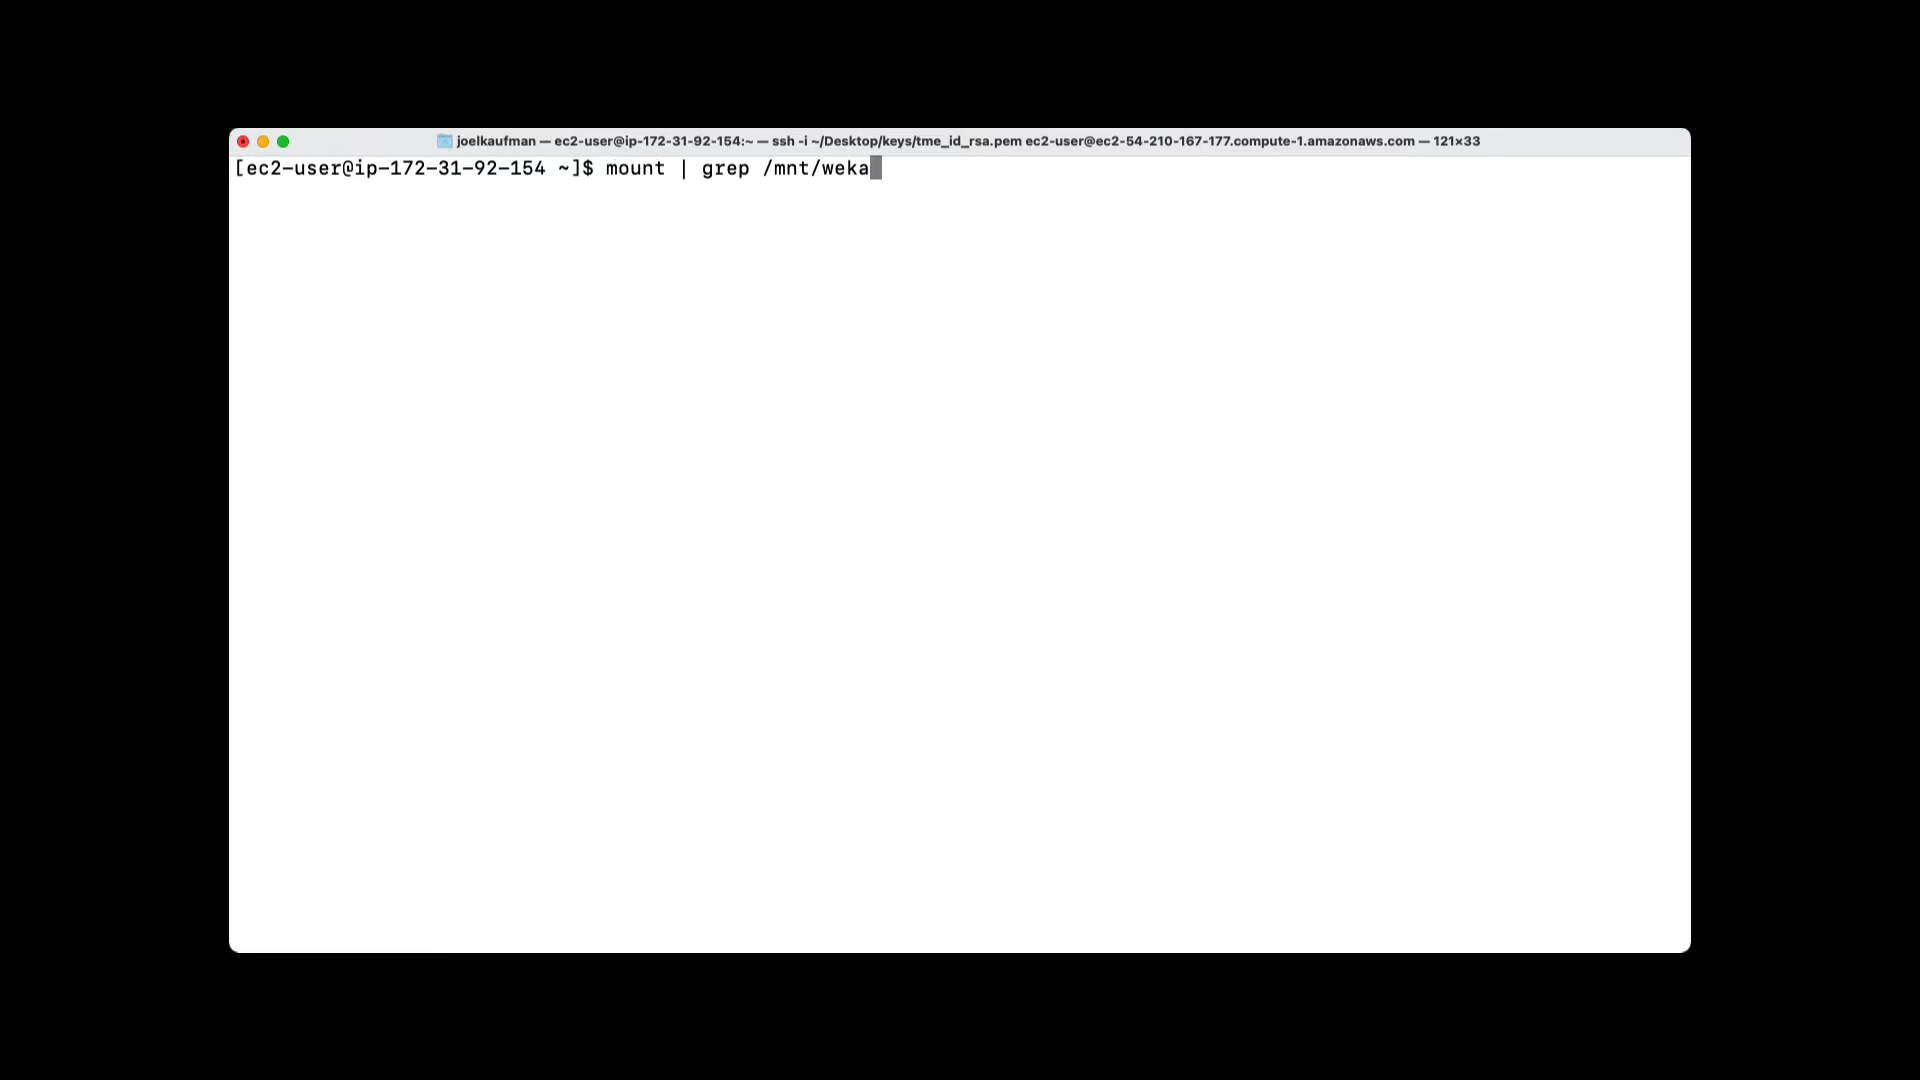 joelkaufman — ec2-user@ip-172-31-92-154:~ — ssh -i ~/Desktop/keys/tme_id_rsa.pem ec2-user@ec2-54-210-167-177.compute-1.amazonaws.com — 121×33
[ec2-user@ip-172-31-92-154 ~]$ mount | grep /mnt/weka